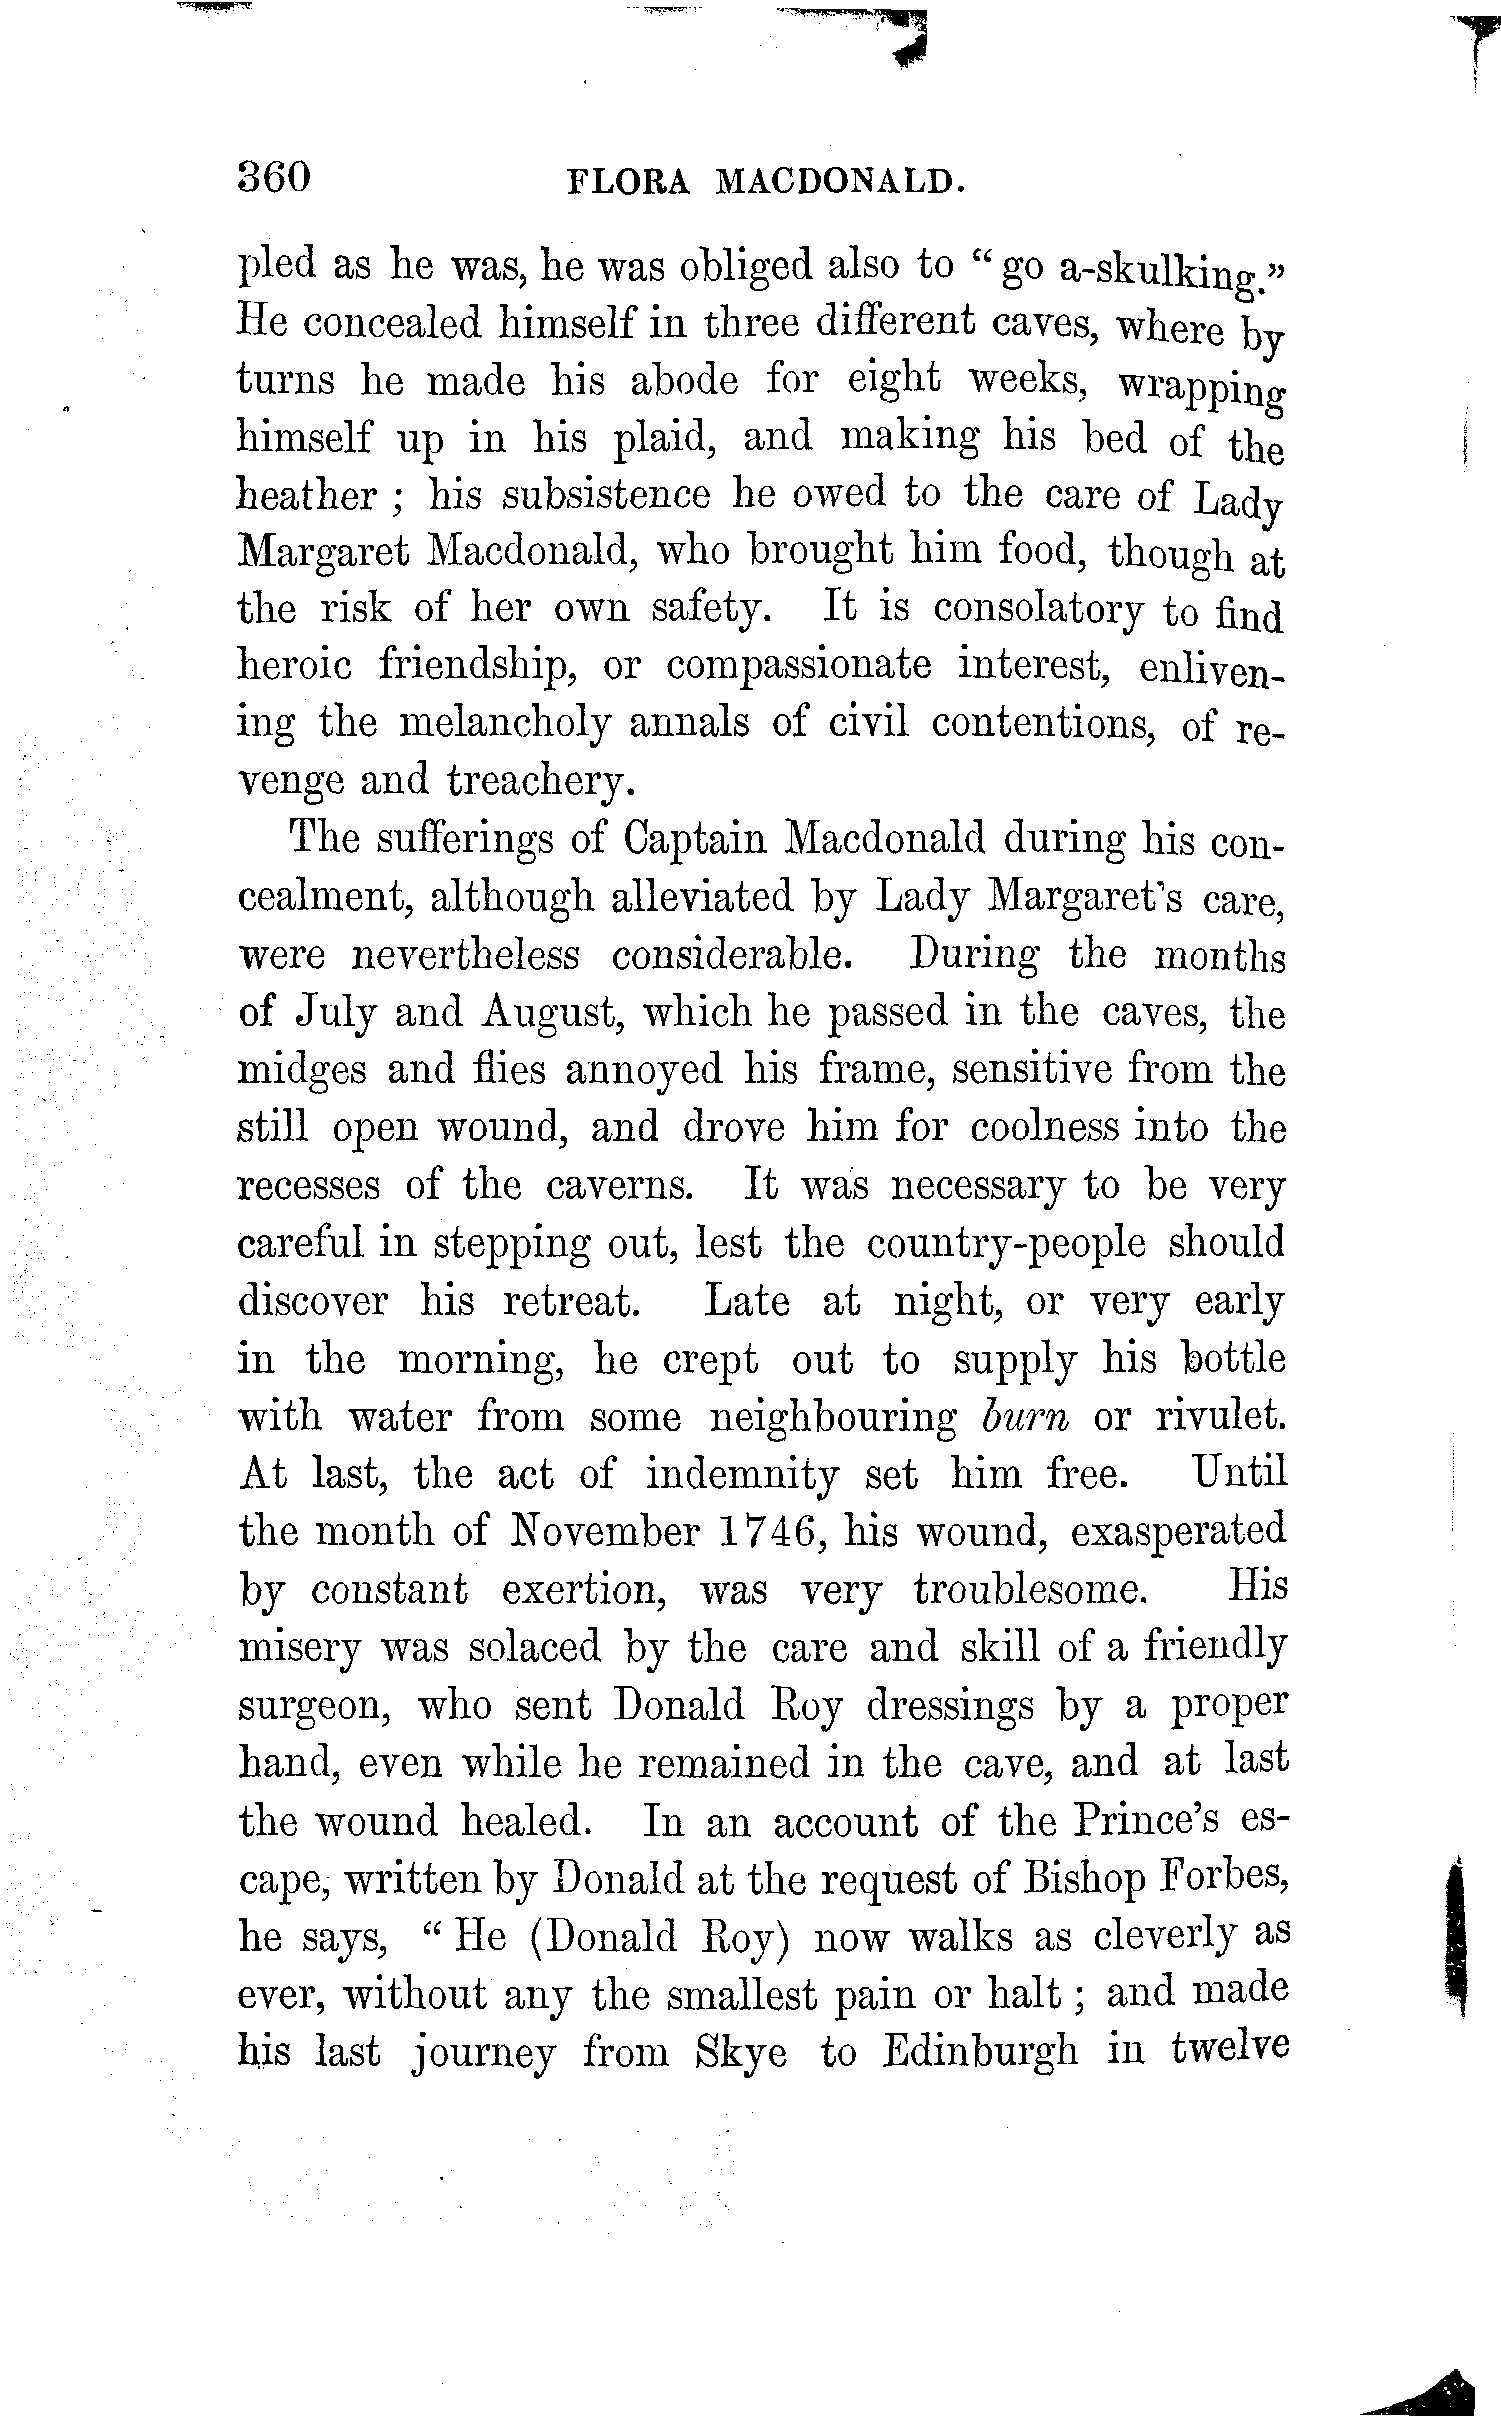 360 FLORA MACDONALD.
pled as he was, he was obliged also to “ go a-skulking.”
He concealed himself in three different caves, where by
turns he made his abode for eight weeks, wrapping
himself up in his plaid, and making his bed of the
heather ; his subsistence he owed to the care of Lady
Margaret Macdonald, who brought him food, though at
the risk of her own safety. It is consolatory to find
heroic friendship, or compassionate interest, enliven-
ing the melancholy annals of civil contentions, of re-
venge and treachery.
The sufferings of Captain Macdonald during his con-
cealment, although alleviated by Lady Margaret's care,
were nevertheless considerable. During the months
of July and August, which he passed in the caves, the
midges and flies annoyed his frame, sensitive from the
still open wound, and drove him for coolness into the
recesses of the caverns. It was necessary to be very
careful in stepping out, lest the country-people should
discover his retreat. Late at night, or very early
in the morning, he crept out to supply his bottle
with water from some neighbouring burn or rivulet.
At last, the act of indemnity set him free. Until
the month of November 1746, his wound, exasperated
by constant exertion, was very troublesome. His
misery was solaced by the care and skill of a friendly
surgeon, who sent Donald Roy dressings by a proper
hand, even while he remained in the cave, and at last
the wound healed. In an account of the Prince's es-
cape, written by Donald at the request of Bishop Forbes,
he says, “ He (Donald Roy) now walks as cleverly as
ever, without any the smallest pain or halt ; and made
his last journey from Skye to Edinburgh in twelve